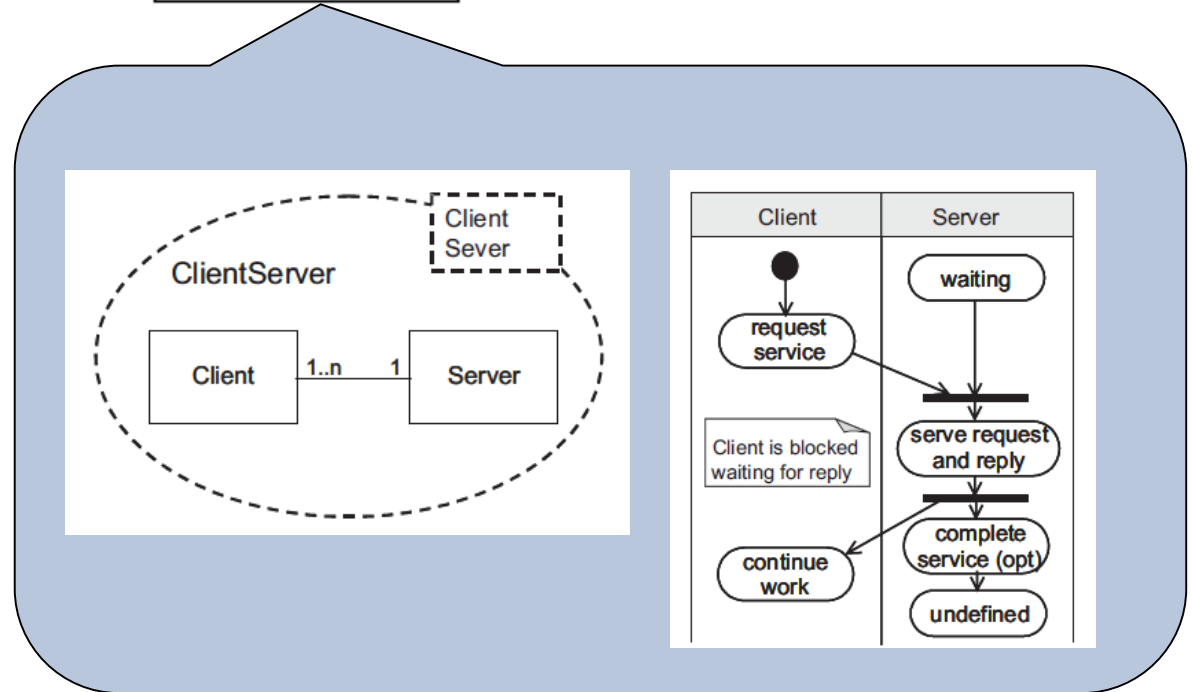 Client
Sever
ClientServer
Client
1..n
1
Server
Client
Server
waiting
request
service
Client is blocked
waiting for reply
serve request
and reply
complete
service (opt)
continue
work
undefined